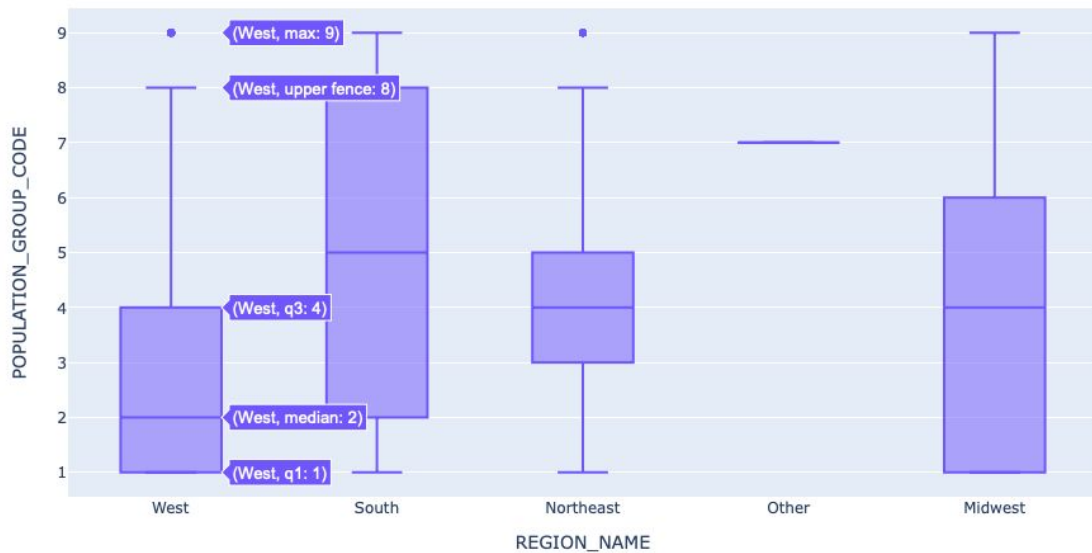 9
(West, max: 9)
8
(West, upper fence: 8)
7
6
5
4
(West, q3: 4)
3
2
(West, median: 2)
1
(West, q1: 1)
POPULATION_GROUP_CODE
West
South
Northeast
Other
Midwest
REGION_NAME